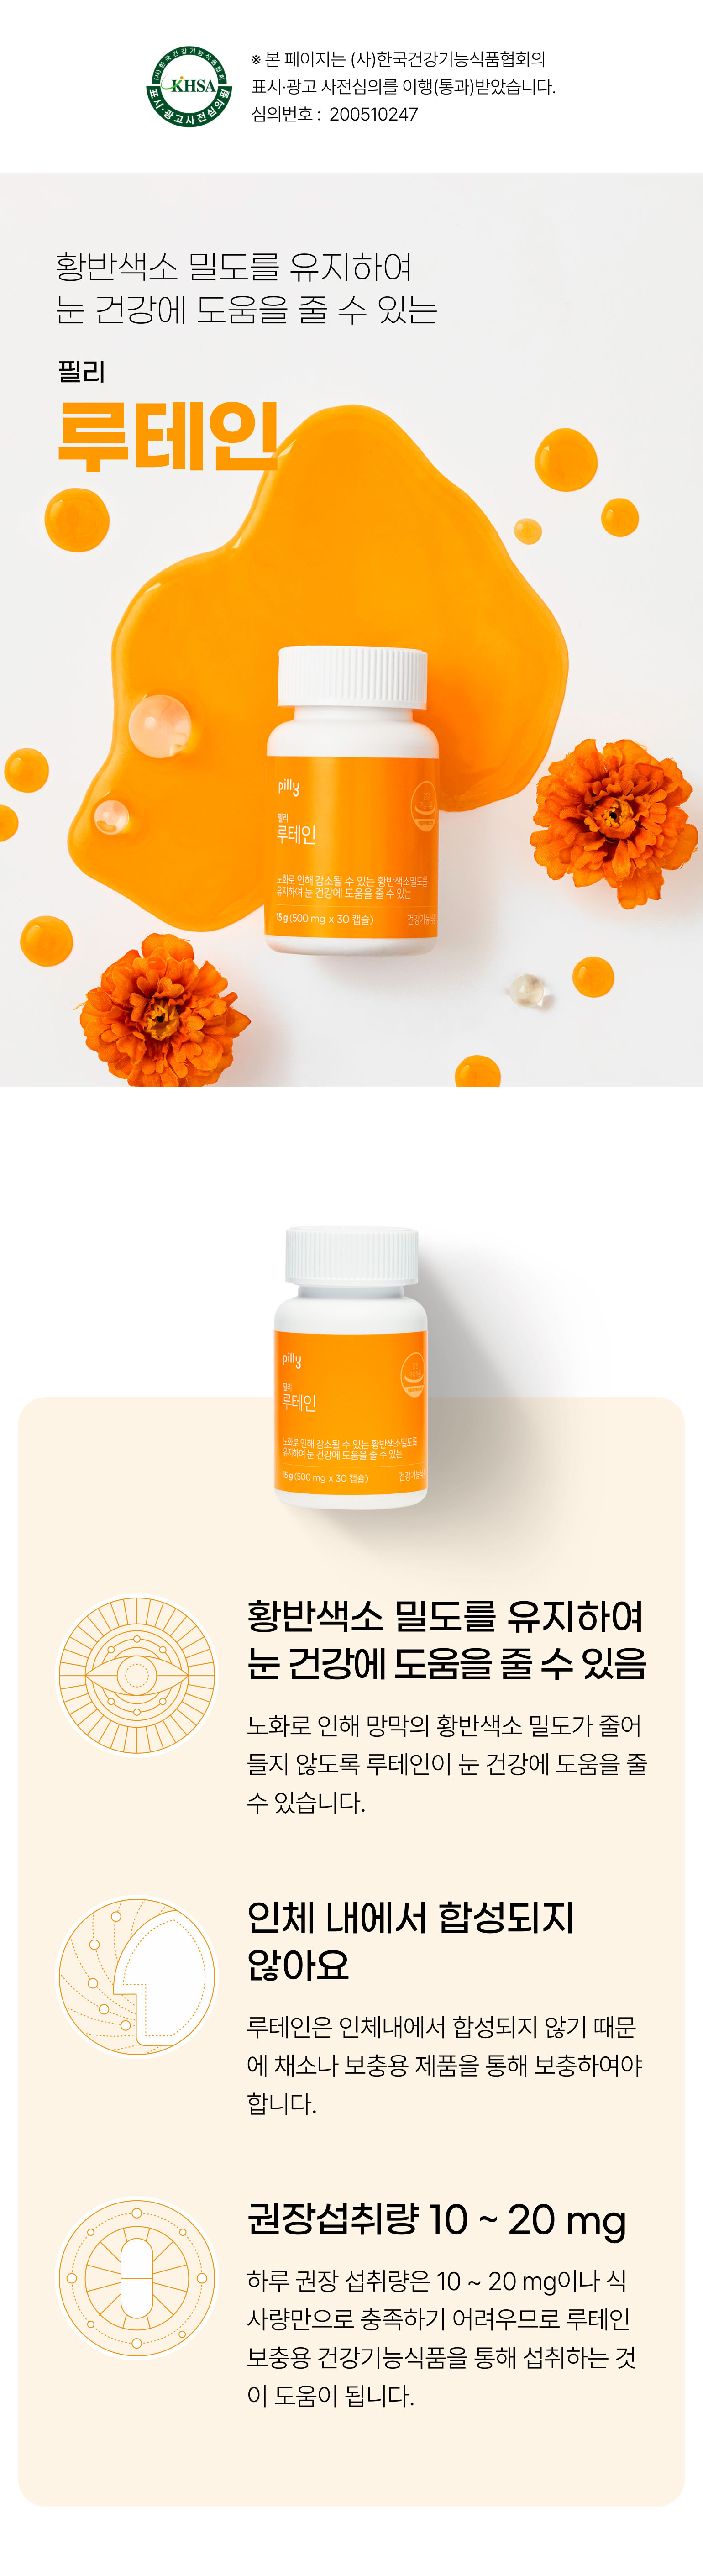 (사)한국건강기능식품협회
KHSA
표시·광고사전심의필
※ 본 페이지는 (사)한국건강기능식품협회의
표시·광고 사전심의를 이행(통과)받았습니다.
심의번호 : 200510247
황반색소 밀도를 유지하여
눈 건강에 도움을 줄 수 있는
필리
루테인
pilly
필리
루테인
노화로 인해 감소될 수 있는 황반색소밀도를
유지하여 눈 건강에 도움을 줄 수 있는
15 g (500 mg x 30 캡슐)
건강기능식품
pilly
필리
루테인
노화로 인해 감소될 수 있는 황반색소밀도를
유지하여 눈 건강에 도움을 줄 수 있는
15 g (500 mg x 30 캡슐)
건강기능식
황반색소 밀도를 유지하여
눈 건강에 도움을 줄 수 있음
노화로 인해 망막의 황반색소 밀도가 줄어
들지 않도록 루테인이 눈 건강에 도움을 줄
수 있습니다.
인체 내에서 합성되지
않아요
루테인은 인체내에서 합성되지 않기 때문
에 채소나 보충용 제품을 통해 보충하여야
합니다.
권장섭취량 10 ~ 20 mg
하루 권장 섭취량은 10 ~ 20 mg이나 식
사량만으로 충족하기 어려우므로 루테인
보충용 건강기능식품을 통해 섭취하는 것
이 도움이 됩니다.